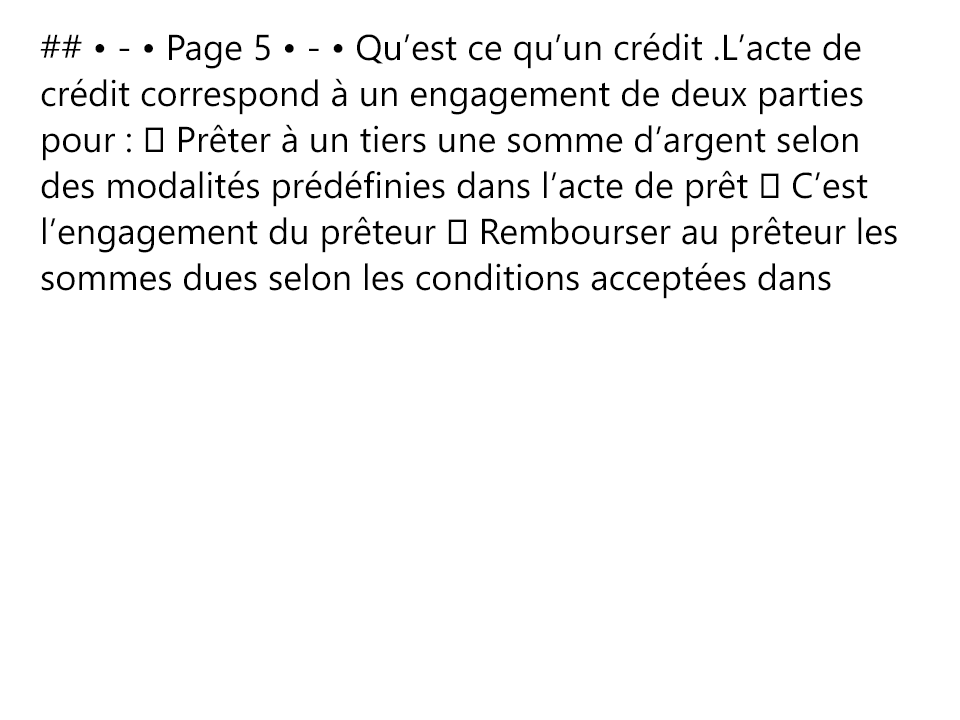 ## • - • Page 5 • - • Qu’est ce qu’un crédit .L’acte de
crédit correspond à un engagement de deux parties
pour : 􀂾 Prêter à un tiers une somme d’argent selon
des modalités prédéfinies dans l’acte de prêt 􀂾 C’est
l’engagement du prêteur 􀂾 Rembourser au prêteur les
sommes dues selon les conditions acceptées dans